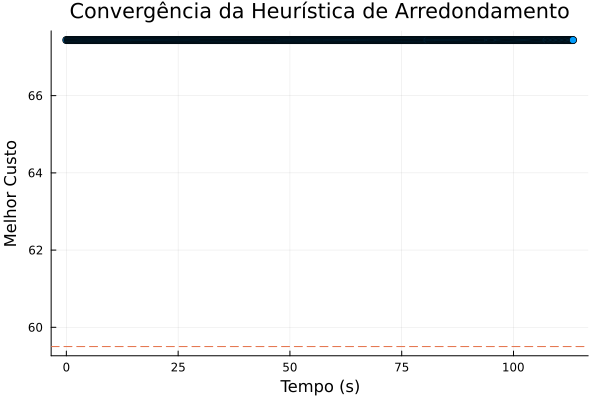 Convergência da Heurística de Arredondamento
Melhor Custo
66
64
62
60
0 25 50 75 100
Tempo (s)